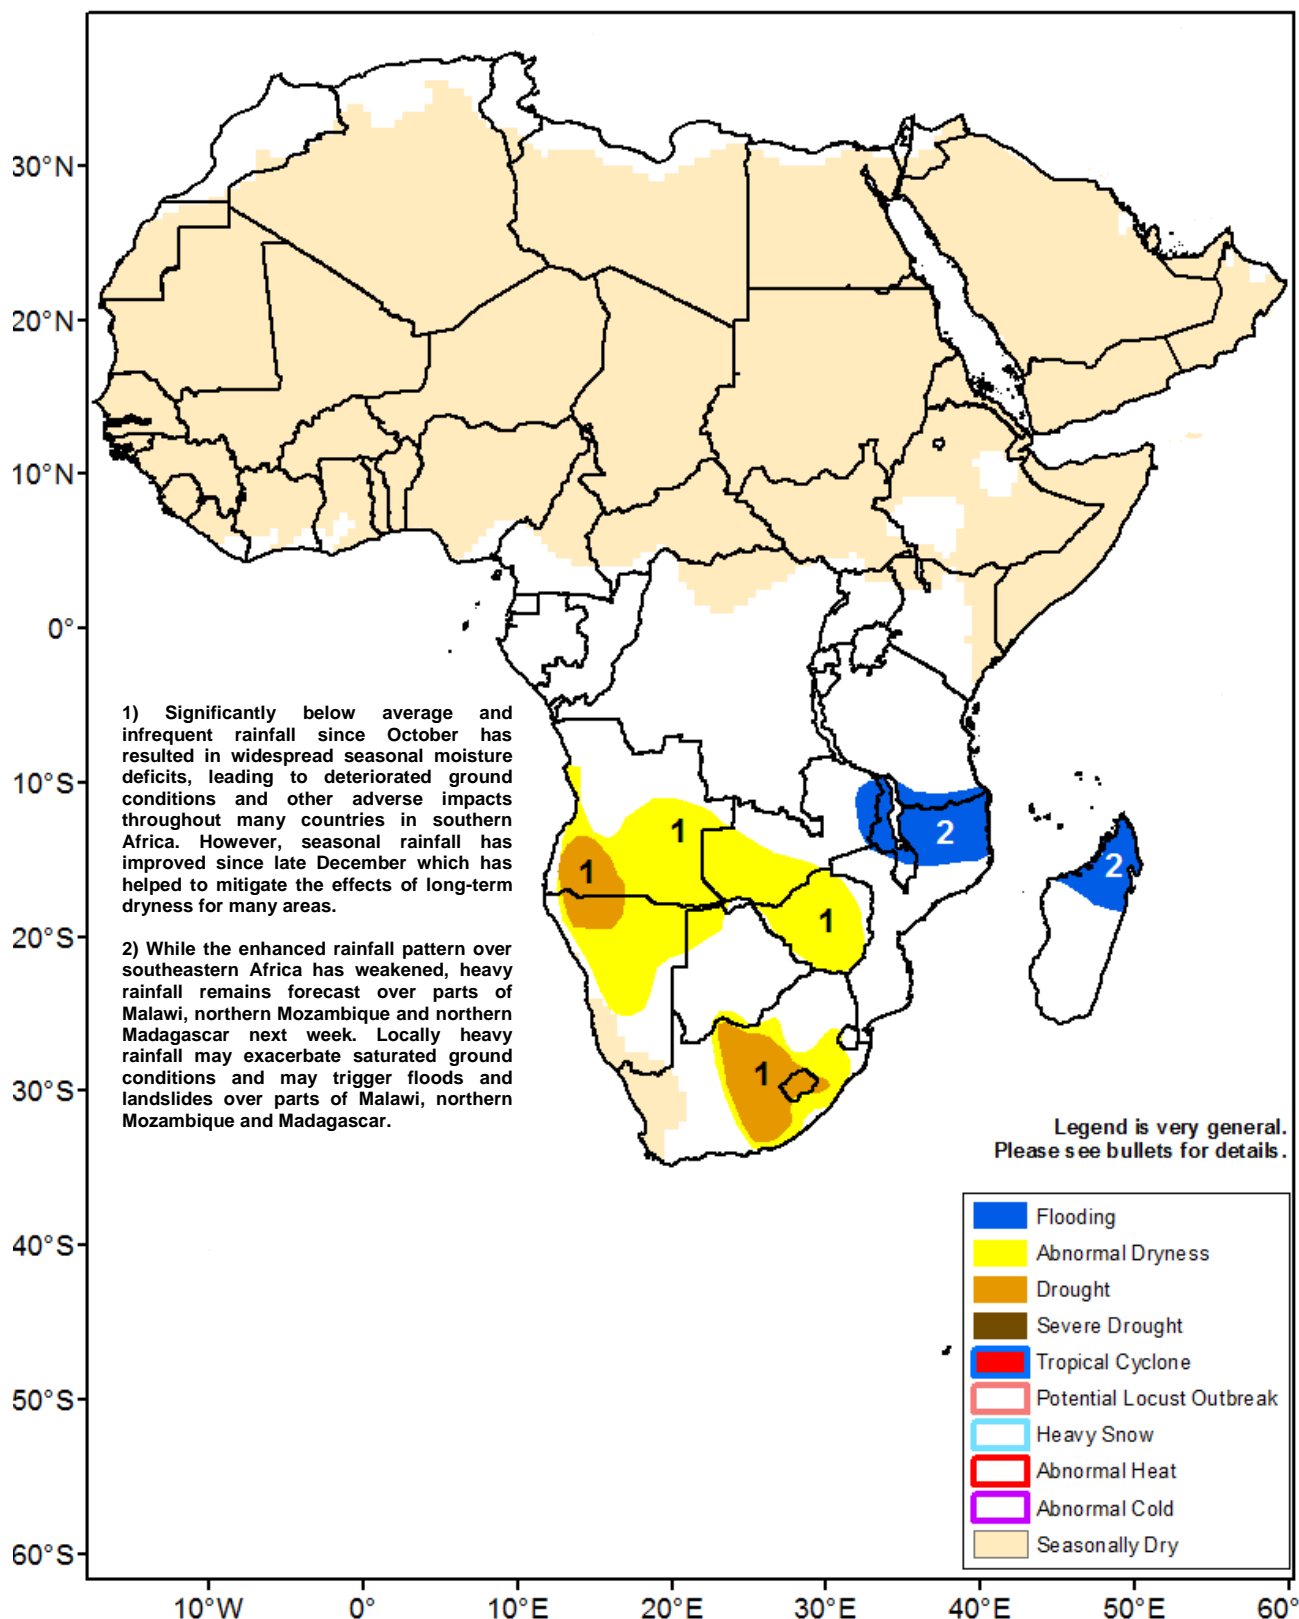 30°N
20°N
10°N
0°
10°S
20°S
30°S
40°S
50°S
60°S
1) Significantly below average and
infrequent rainfall since October has
resulted in widespread seasonal moisture
deficits, leading to deteriorated ground
conditions and other adverse impacts
throughout many countries in southern
Africa. However, seasonal rainfall has
improved since late December which has
helped to mitigate the effects of long-term
dryness for many areas.
2) While the enhanced rainfall pattern over
southeastern Africa has weakened, heavy
rainfall remains forecast over parts of
Malawi, northern Mozambique and northern
Madagascar next week. Locally heavy
rainfall may exacerbate saturated ground
conditions and may trigger floods and
landslides over parts of Malawi, northern
Mozambique and Madagascar.
1
1
1
1
2
2
Legend is very general.
Please see bullets for details.
Flooding
Abnormal Dryness
Drought
Severe Drought
Tropical Cyclone
Potential Locust Outbreak
Heavy Snow
Abnormal Heat
Abnormal Cold
Seasonally Dry
10°W 0° 10°E 20°E 30°E 40°E 50°E 60°